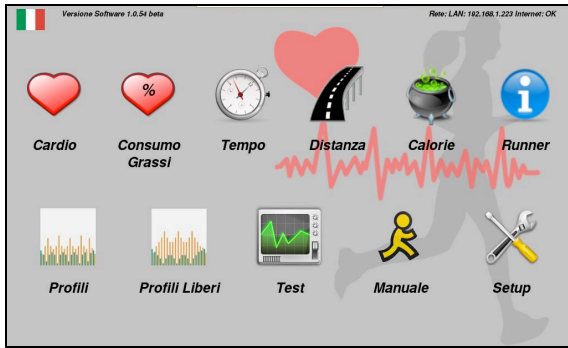 Versione Software 1.0.54 beta
Rete: LAN: 192.168.1.223 Internet: OK
%
Cardio
Consumo
Grassi
Tempo
Distanza
Calorie
Runner
Profili
Profili Liberi
Test
Manuale
Setup